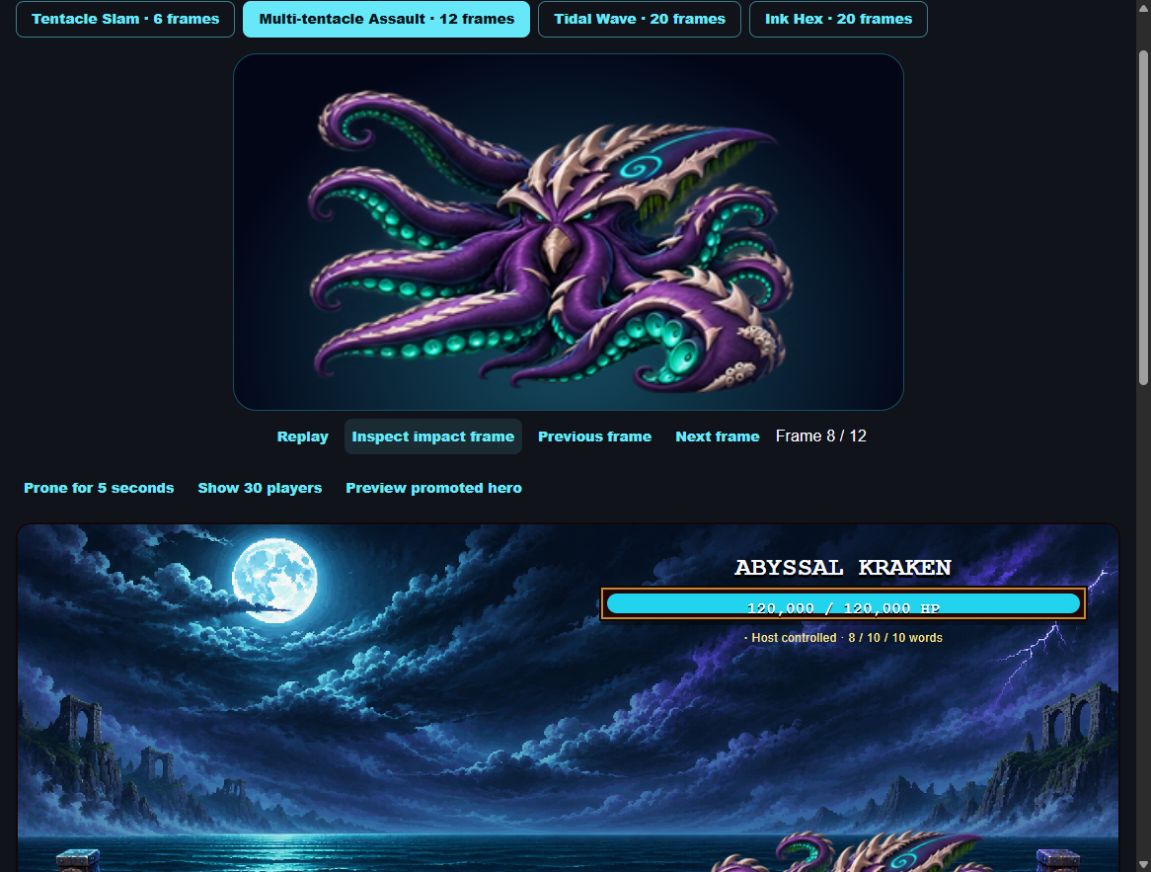 Tentacle Slam · 6 frames
Multi-tentacle Assault · 12 frames
Tidal Wave · 20 frames
Ink Hex · 20 frames
Replay
Inspect impact frame
Previous frame
Next frame
Frame 8 / 12
Prone for 5 seconds
Show 30 players
Preview promoted hero
ABYSSAL KRAKEN
120,000 / 120,000 HP
· Host controlled · 8 / 10 / 10 words